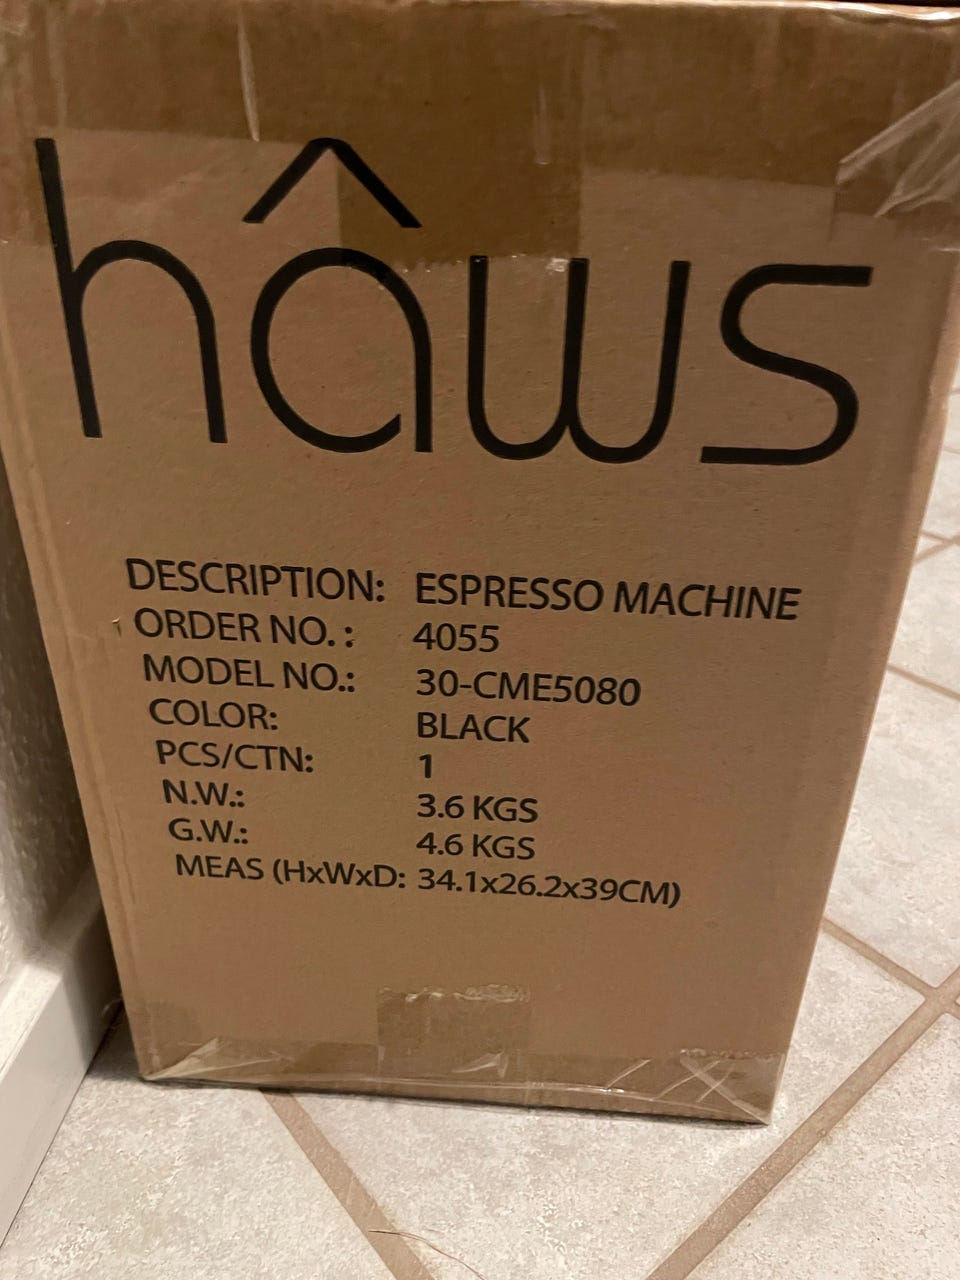 hâws
DESCRIPTION: ESPRESSO MACHINE
ORDER NO. : 4055
MODEL NO.: 30-CME5080
COLOR: BLACK
PCS/CTN: 1
N.W.: 3.6 KGS
G.W.: 4.6 KGS
MEAS (HxWxD: 34.1x26.2x39CM)